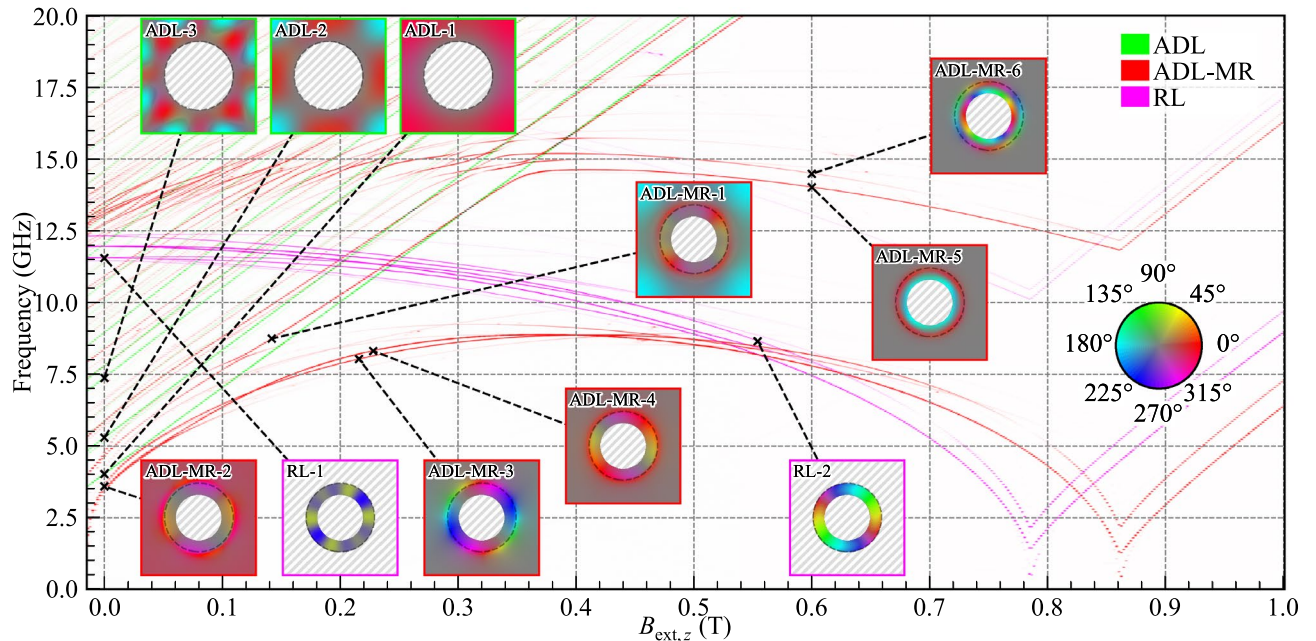 20.0
17.5
15.0
12.5
10.0
7.5
5.0
2.5
0.0
Frequency (GHz)
ADL-3
ADL-2
ADL-1
ADL-MR-6
ADL
ADL-MR
RL
ADL-MR-1
ADL-MR-5
90°
135°
45°
180°
0°
225°
315°
270°
ADL-MR-4
ADL-MR-2
RL-1
ADL-MR-3
RL-2
0.0 0.1 0.2 0.3 0.4 0.5 0.6 0.7 0.8 0.9 1.0
B_ext, z (T)